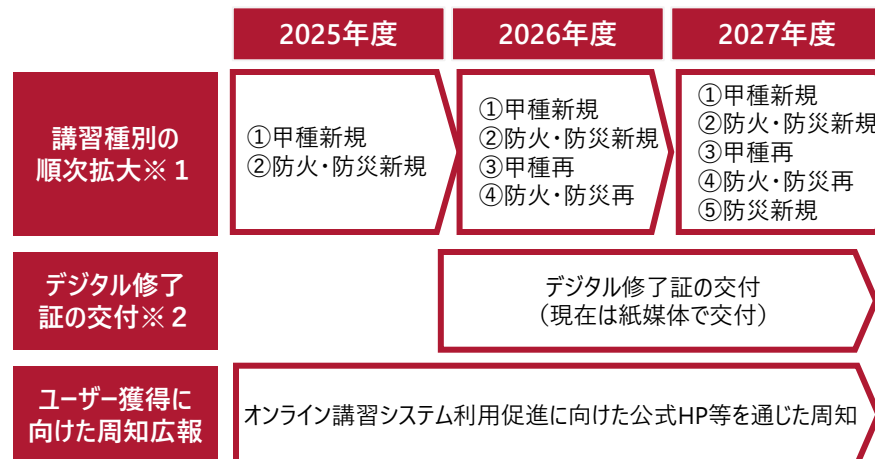 2025年度
2026年度
2027年度
講習種別の
順次拡大※1
①甲種新規
②防火・防災新規
①甲種新規
②防火・防災新規
③甲種再
④防火・防災再
①甲種新規
②防火・防災新規
③甲種再
④防火・防災再
⑤防災新規
デジタル修了
証の交付※2
デジタル修了証の交付
（現在は紙媒体で交付）
ユーザー獲得に
向けた周知広報
オンライン講習システム利用促進に向けた公式HP等を通じた周知